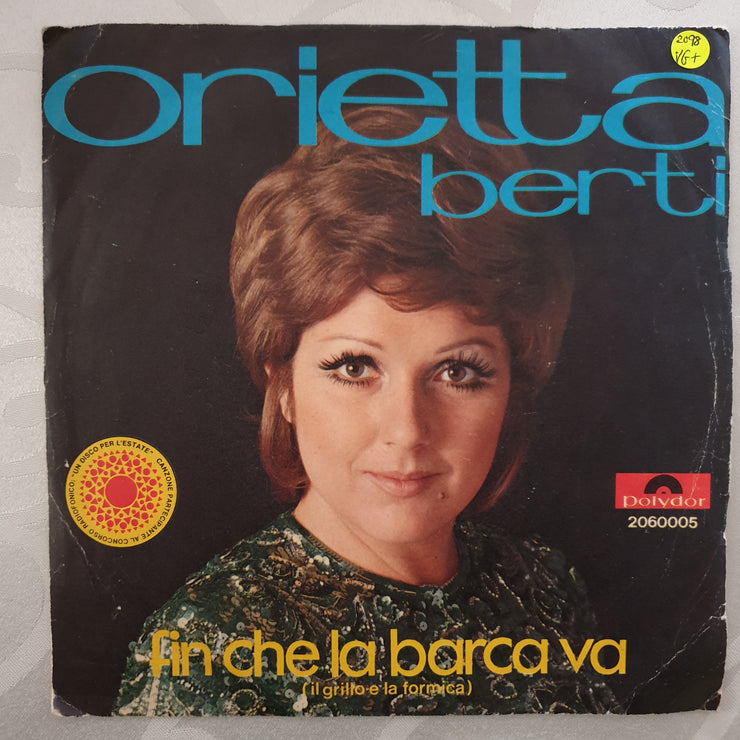 orietta
berti
2098
VG+
"UN DISCO PER L'ESTATE" CANZONE PARTECIPANTE AL CONCORSO RADIOFONICO:
polydor
2060005
fin che la barca va
(il grillo e la formica)